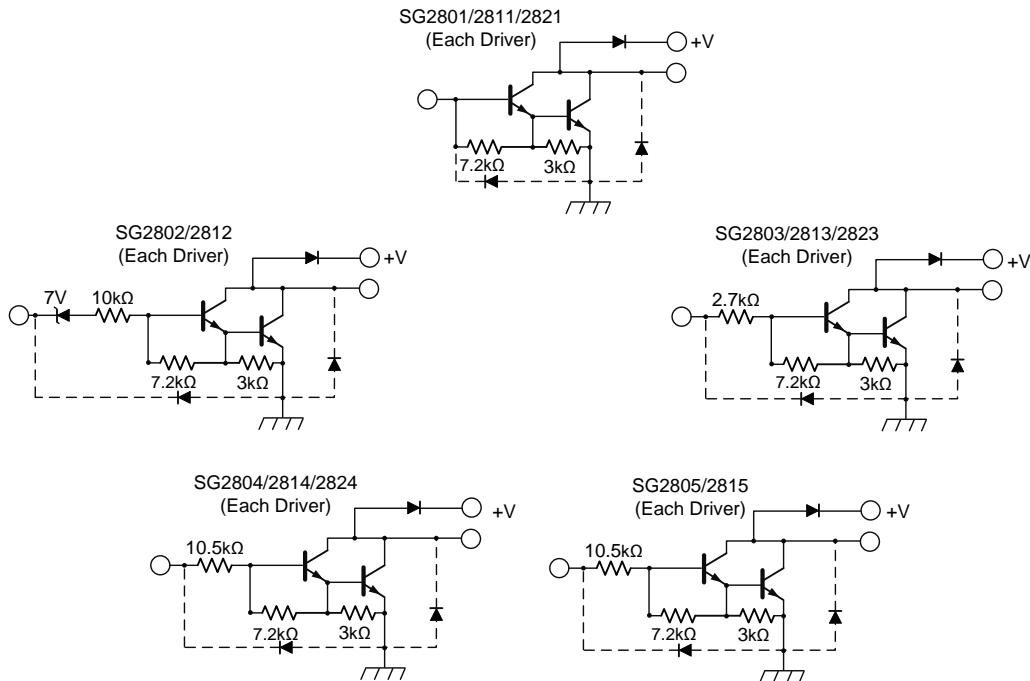 SG2801/2811/2821
(Each Driver)
+V
7.2kΩ
3kΩ
SG2802/2812
(Each Driver)
+V
7V
10kΩ
7.2kΩ
3kΩ
SG2803/2813/2823
(Each Driver)
+V
2.7kΩ
7.2kΩ
3kΩ
SG2804/2814/2824
(Each Driver)
+V
10.5kΩ
7.2kΩ
3kΩ
SG2805/2815
(Each Driver)
+V
10.5kΩ
7.2kΩ
3kΩ